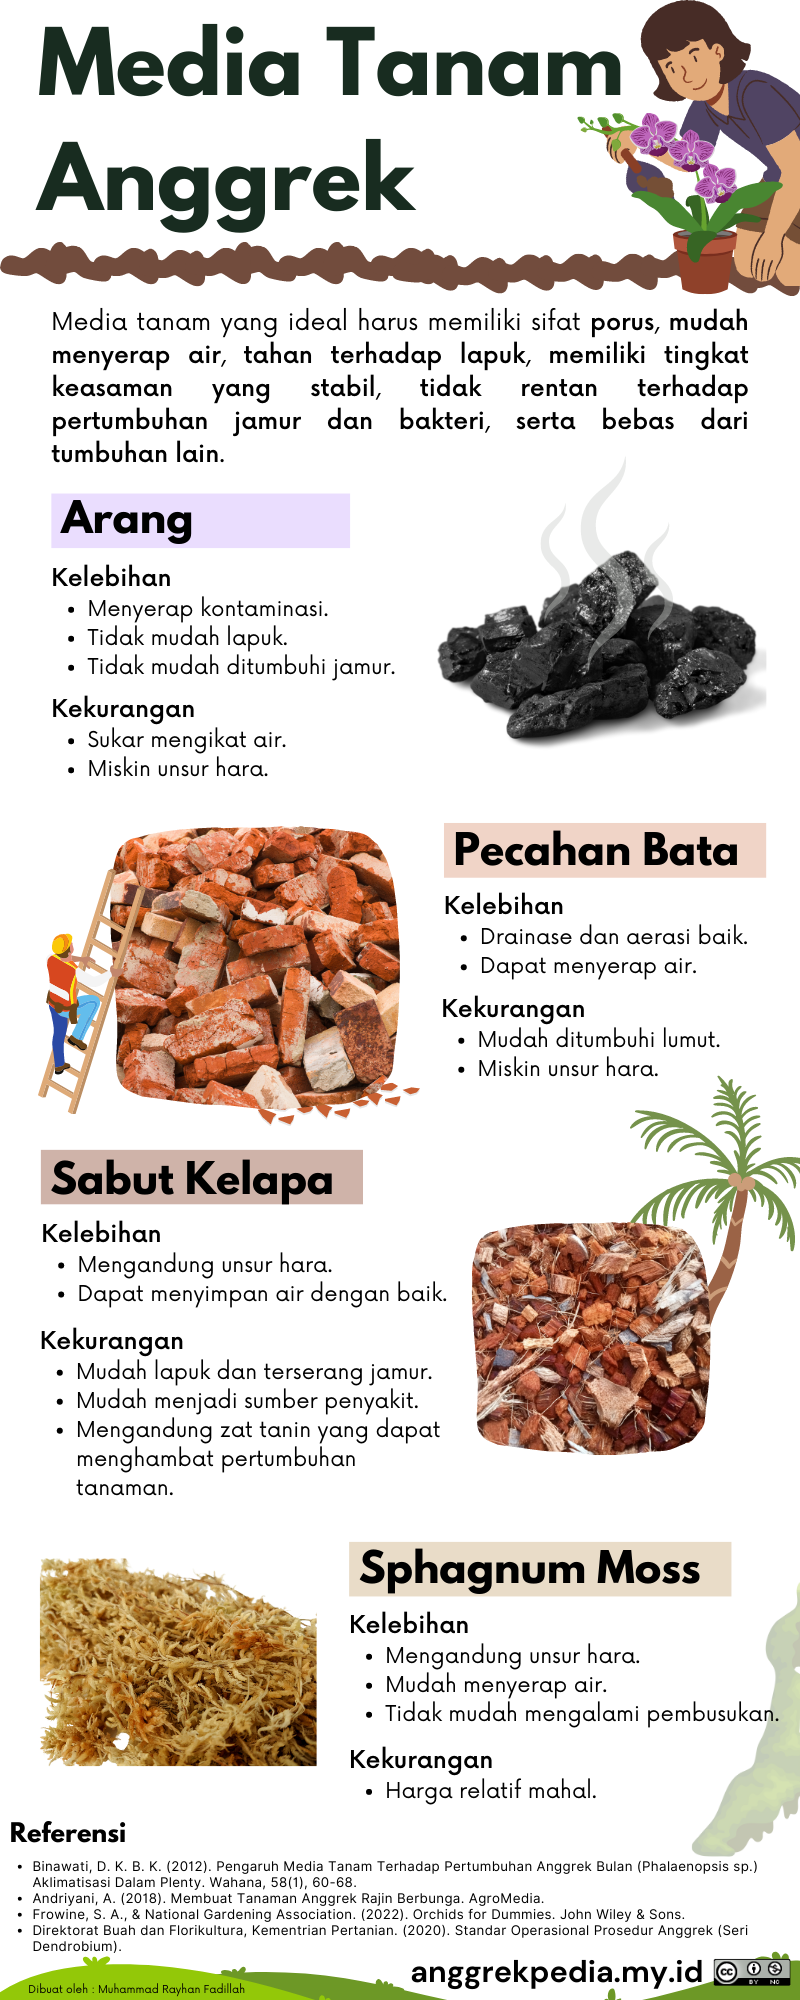 Media Tanam
Anggrek
Media tanam yang ideal harus memiliki sifat porus, mudah
menyerap air, tahan terhadap lapuk, memiliki tingkat
keasaman yang stabil, tidak rentan terhadap
pertumbuhan jamur dan bakteri, serta bebas dari
tumbuhan lain.
Arang
Kelebihan
• Menyerap kontaminasi.
• Tidak mudah lapuk.
• Tidak mudah ditumbuhi jamur.
Kekurangan
• Sukar mengikat air.
• Miskin unsur hara.
Pecahan Bata
Kelebihan
• Drainase dan aerasi baik.
• Dapat menyerap air.
Kekurangan
• Mudah ditumbuhi lumut.
• Miskin unsur hara.
Sabut Kelapa
Kelebihan
• Mengandung unsur hara.
• Dapat menyimpan air dengan baik.
Kekurangan
• Mudah lapuk dan terserang jamur.
• Mudah menjadi sumber penyakit.
• Mengandung zat tanin yang dapat
menghambat pertumbuhan
tanaman.
Sphagnum Moss
Kelebihan
• Mengandung unsur hara.
• Mudah menyerap air.
• Tidak mudah mengalami pembusukan.
Kekurangan
• Harga relatif mahal.
Referensi
• Binawati, D. K. B. K. (2012). Pengaruh Media Tanam Terhadap Pertumbuhan Anggrek Bulan (Phalaenopsis sp.)
Aklimatisasi Dalam Plenty. Wahana, 58(1), 60-68.
• Andriyani, A. (2018). Membuat Tanaman Anggrek Rajin Berbunga. AgroMedia.
• Frowine, S. A., & National Gardening Association. (2022). Orchids for Dummies. John Wiley & Sons.
• Direktorat Buah dan Florikultura, Kementrian Pertanian. (2020). Standar Operasional Prosedur Anggrek (Seri
Dendrobium).
anggrekpedia.my.id
cc
BY NC
Dibuat oleh : Muhammad Rayhan Fadillah